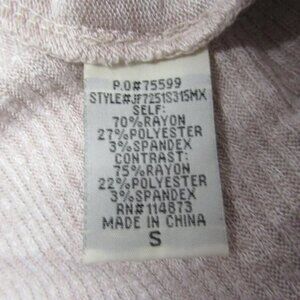 P.O#75599
STYLE#JF7251S315MX
SELF:
70%RAYON
27%POLYESTER
3%SPANDEX
CONTRAST:
75%RAYON
22%POLYESTER
3%SPANDEX
RN#114873
MADE IN CHINA
S